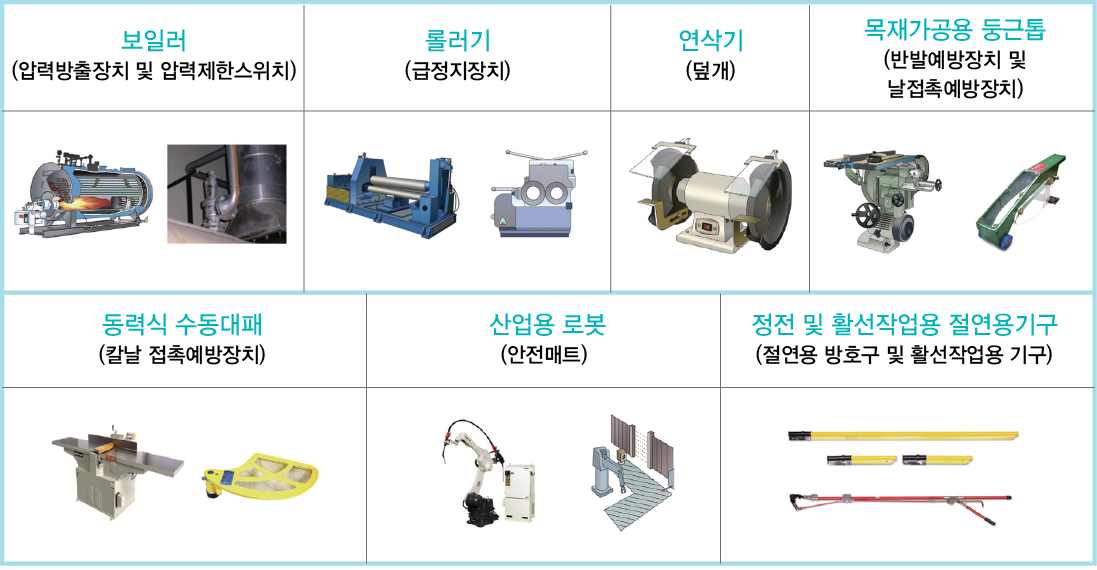 보일러
(압력방출장치 및 압력제한스위치)
롤러기
(급정지장치)
연삭기
(덮개)
목재가공용 둥근톱
(반발예방장치 및
날접촉예방장치)
동력식 수동대패
(칼날 접촉예방장치)
산업용 로봇
(안전매트)
정전 및 활선작업용 절연용기구
(절연용 방호구 및 활선작업용 기구)